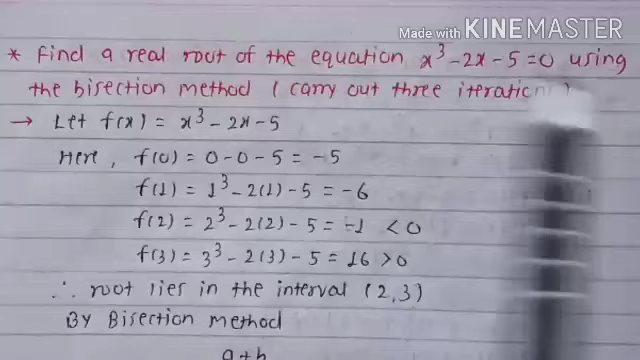 Made with KINEMASTER
* Find a real root of the equation x³ - 2x - 5 = 0 using
the bisection method ( carry out three iteration )
→ Let f(x) = x³ - 2x - 5
Here, f(0) = 0 - 0 - 5 = -5
f(1) = 1³ - 2(1) - 5 = -6
f(2) = 2³ - 2(2) - 5 = -1 < 0
f(3) = 3³ - 2(3) - 5 = 16 > 0
∴ root lies in the interval (2,3)
By Bisection method
a+b